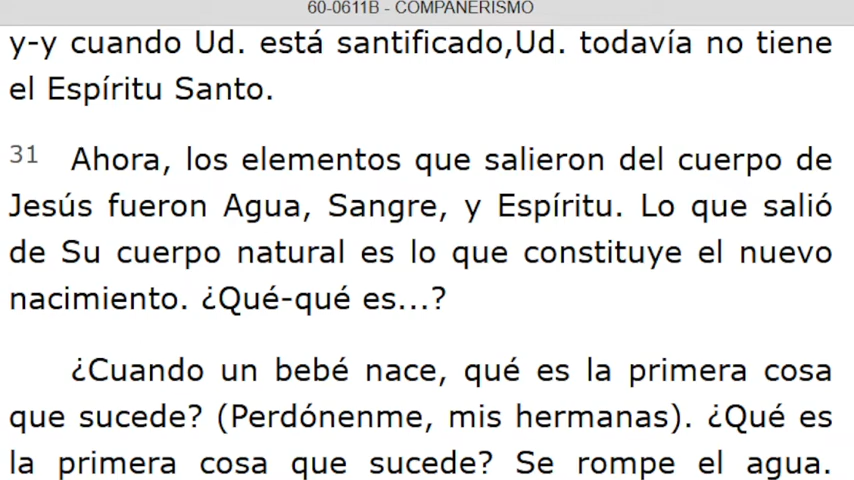 60-0611B - COMPAÑERISMO
y-y cuando Ud. está santificado,Ud. todavía no tiene
el Espíritu Santo.
31 Ahora, los elementos que salieron del cuerpo de
Jesús fueron Agua, Sangre, y Espíritu. Lo que salió
de Su cuerpo natural es lo que constituye el nuevo
nacimiento. ¿Qué-qué es...?
¿Cuando un bebé nace, qué es la primera cosa
que sucede? (Perdónenme, mis hermanas). ¿Qué es
la primera cosa que sucede? Se rompe el agua.